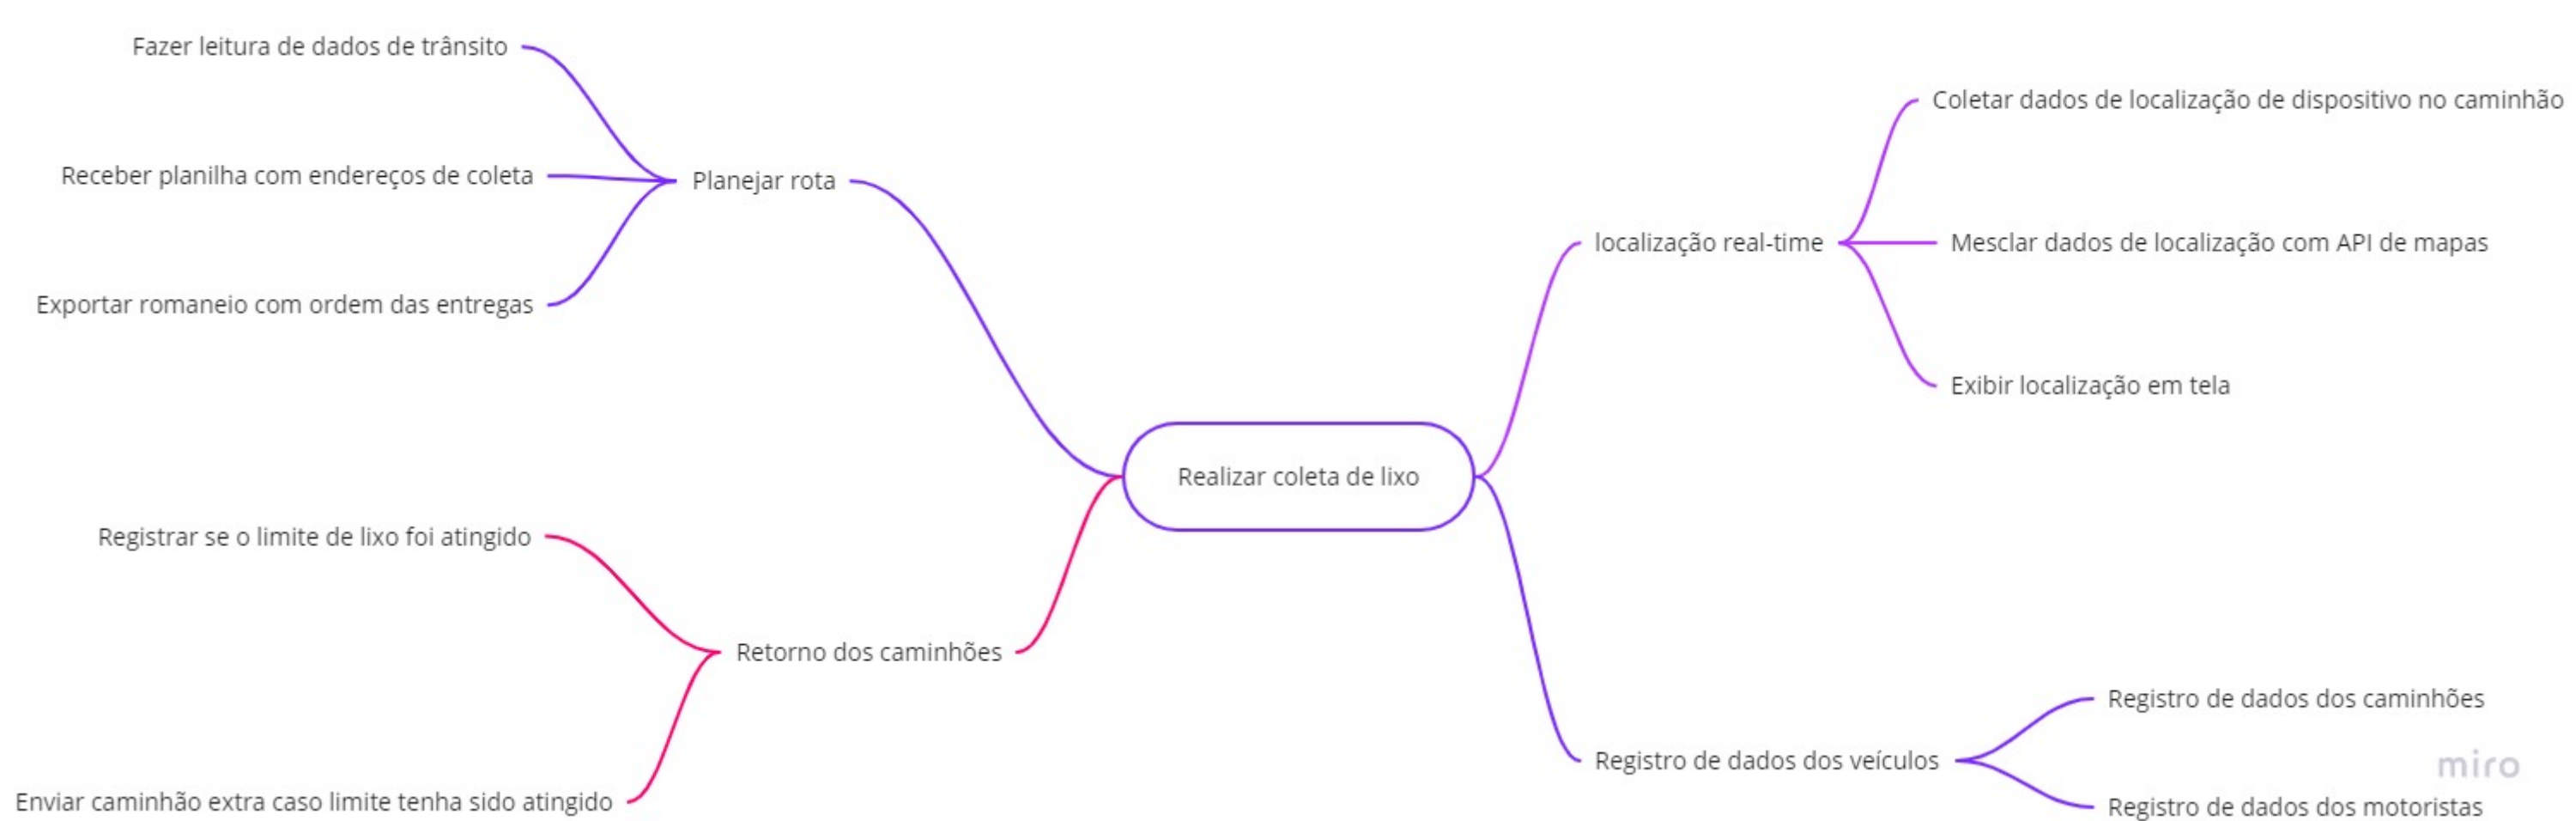 Fazer leitura de dados de trânsito
Receber planilha com endereços de coleta
Planejar rota
Exportar romaneio com ordem das entregas
Registrar se o limite de lixo foi atingido
Retorno dos caminhões
Enviar caminhão extra caso limite tenha sido atingido
Realizar coleta de lixo
Coletar dados de localização de dispositivo no caminhão
localização real-time
Mesclar dados de localização com API de mapas
Exibir localização em tela
Registro de dados dos caminhões
Registro de dados dos veículos
Registro de dados dos motoristas
miro